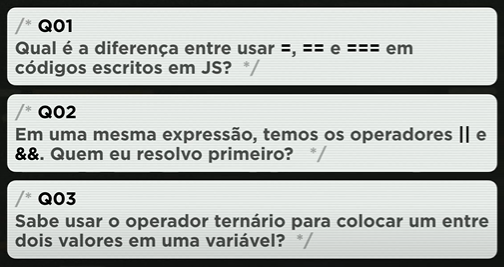 /* Q01
Qual é a diferença entre usar =, == e === em
códigos escritos em JS? */
/* Q02
Em uma mesma expressão, temos os operadores || e
&&. Quem eu resolvo primeiro? */
/* Q03
Sabe usar o operador ternário para colocar um entre
dois valores em uma variável? */